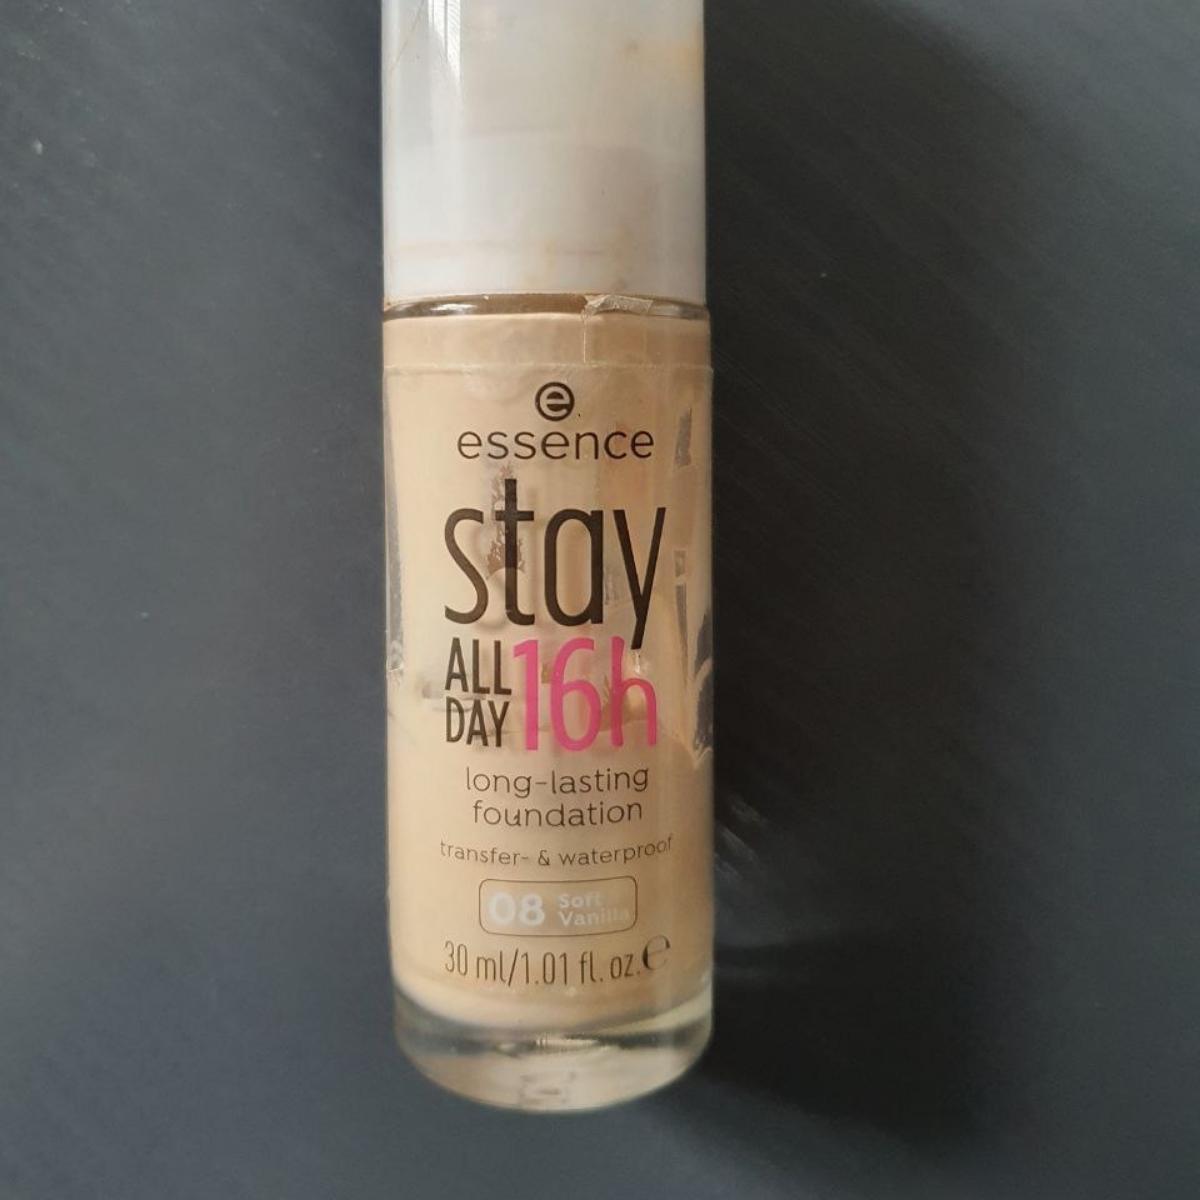 e
essence
stay
ALL DAY 16h
long-lasting
foundation
transfer- & waterproof
08 Soft Vanilla
30 ml/1.01 fl. oz. ℮